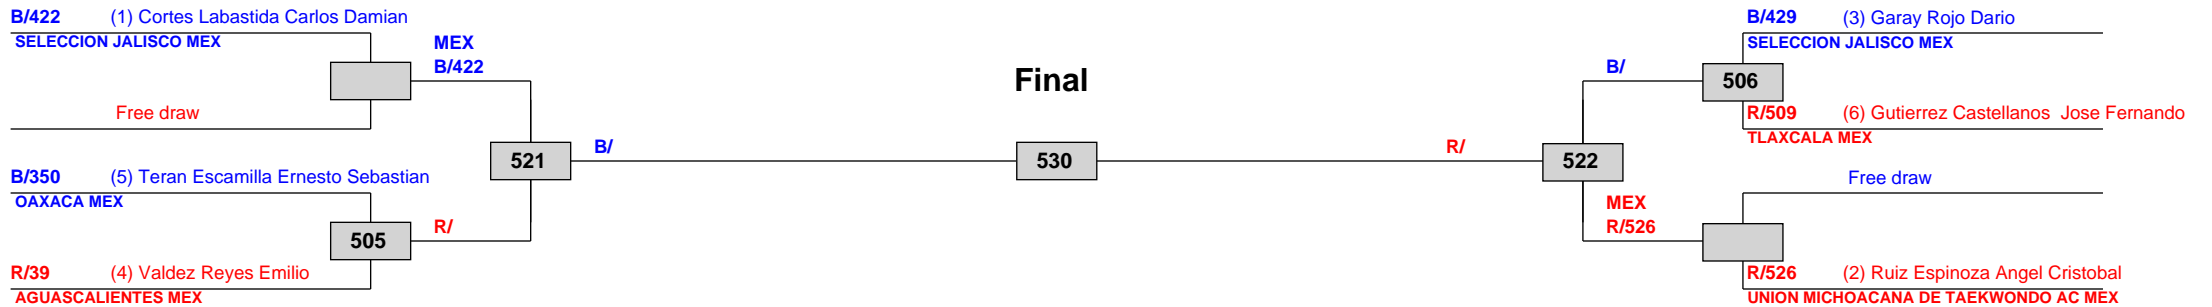 B/422 (1) Cortes Labastida Carlos Damian
SELECCION JALISCO MEX
MEX
B/422
Free draw
521
B/
B/350 (5) Teran Escamilla Ernesto Sebastian
OAXACA MEX
505
R/
R/39 (4) Valdez Reyes Emilio
AGUASCALIENTES MEX
Final
530
B/429 (3) Garay Rojo Dario
SELECCION JALISCO MEX
B/
506
R/509 (6) Gutierrez Castellanos  Jose Fernando
TLAXCALA MEX
R/
522
Free draw
MEX
R/526
R/526 (2) Ruiz Espinoza Angel Cristobal
UNION MICHOACANA DE TAEKWONDO AC MEX